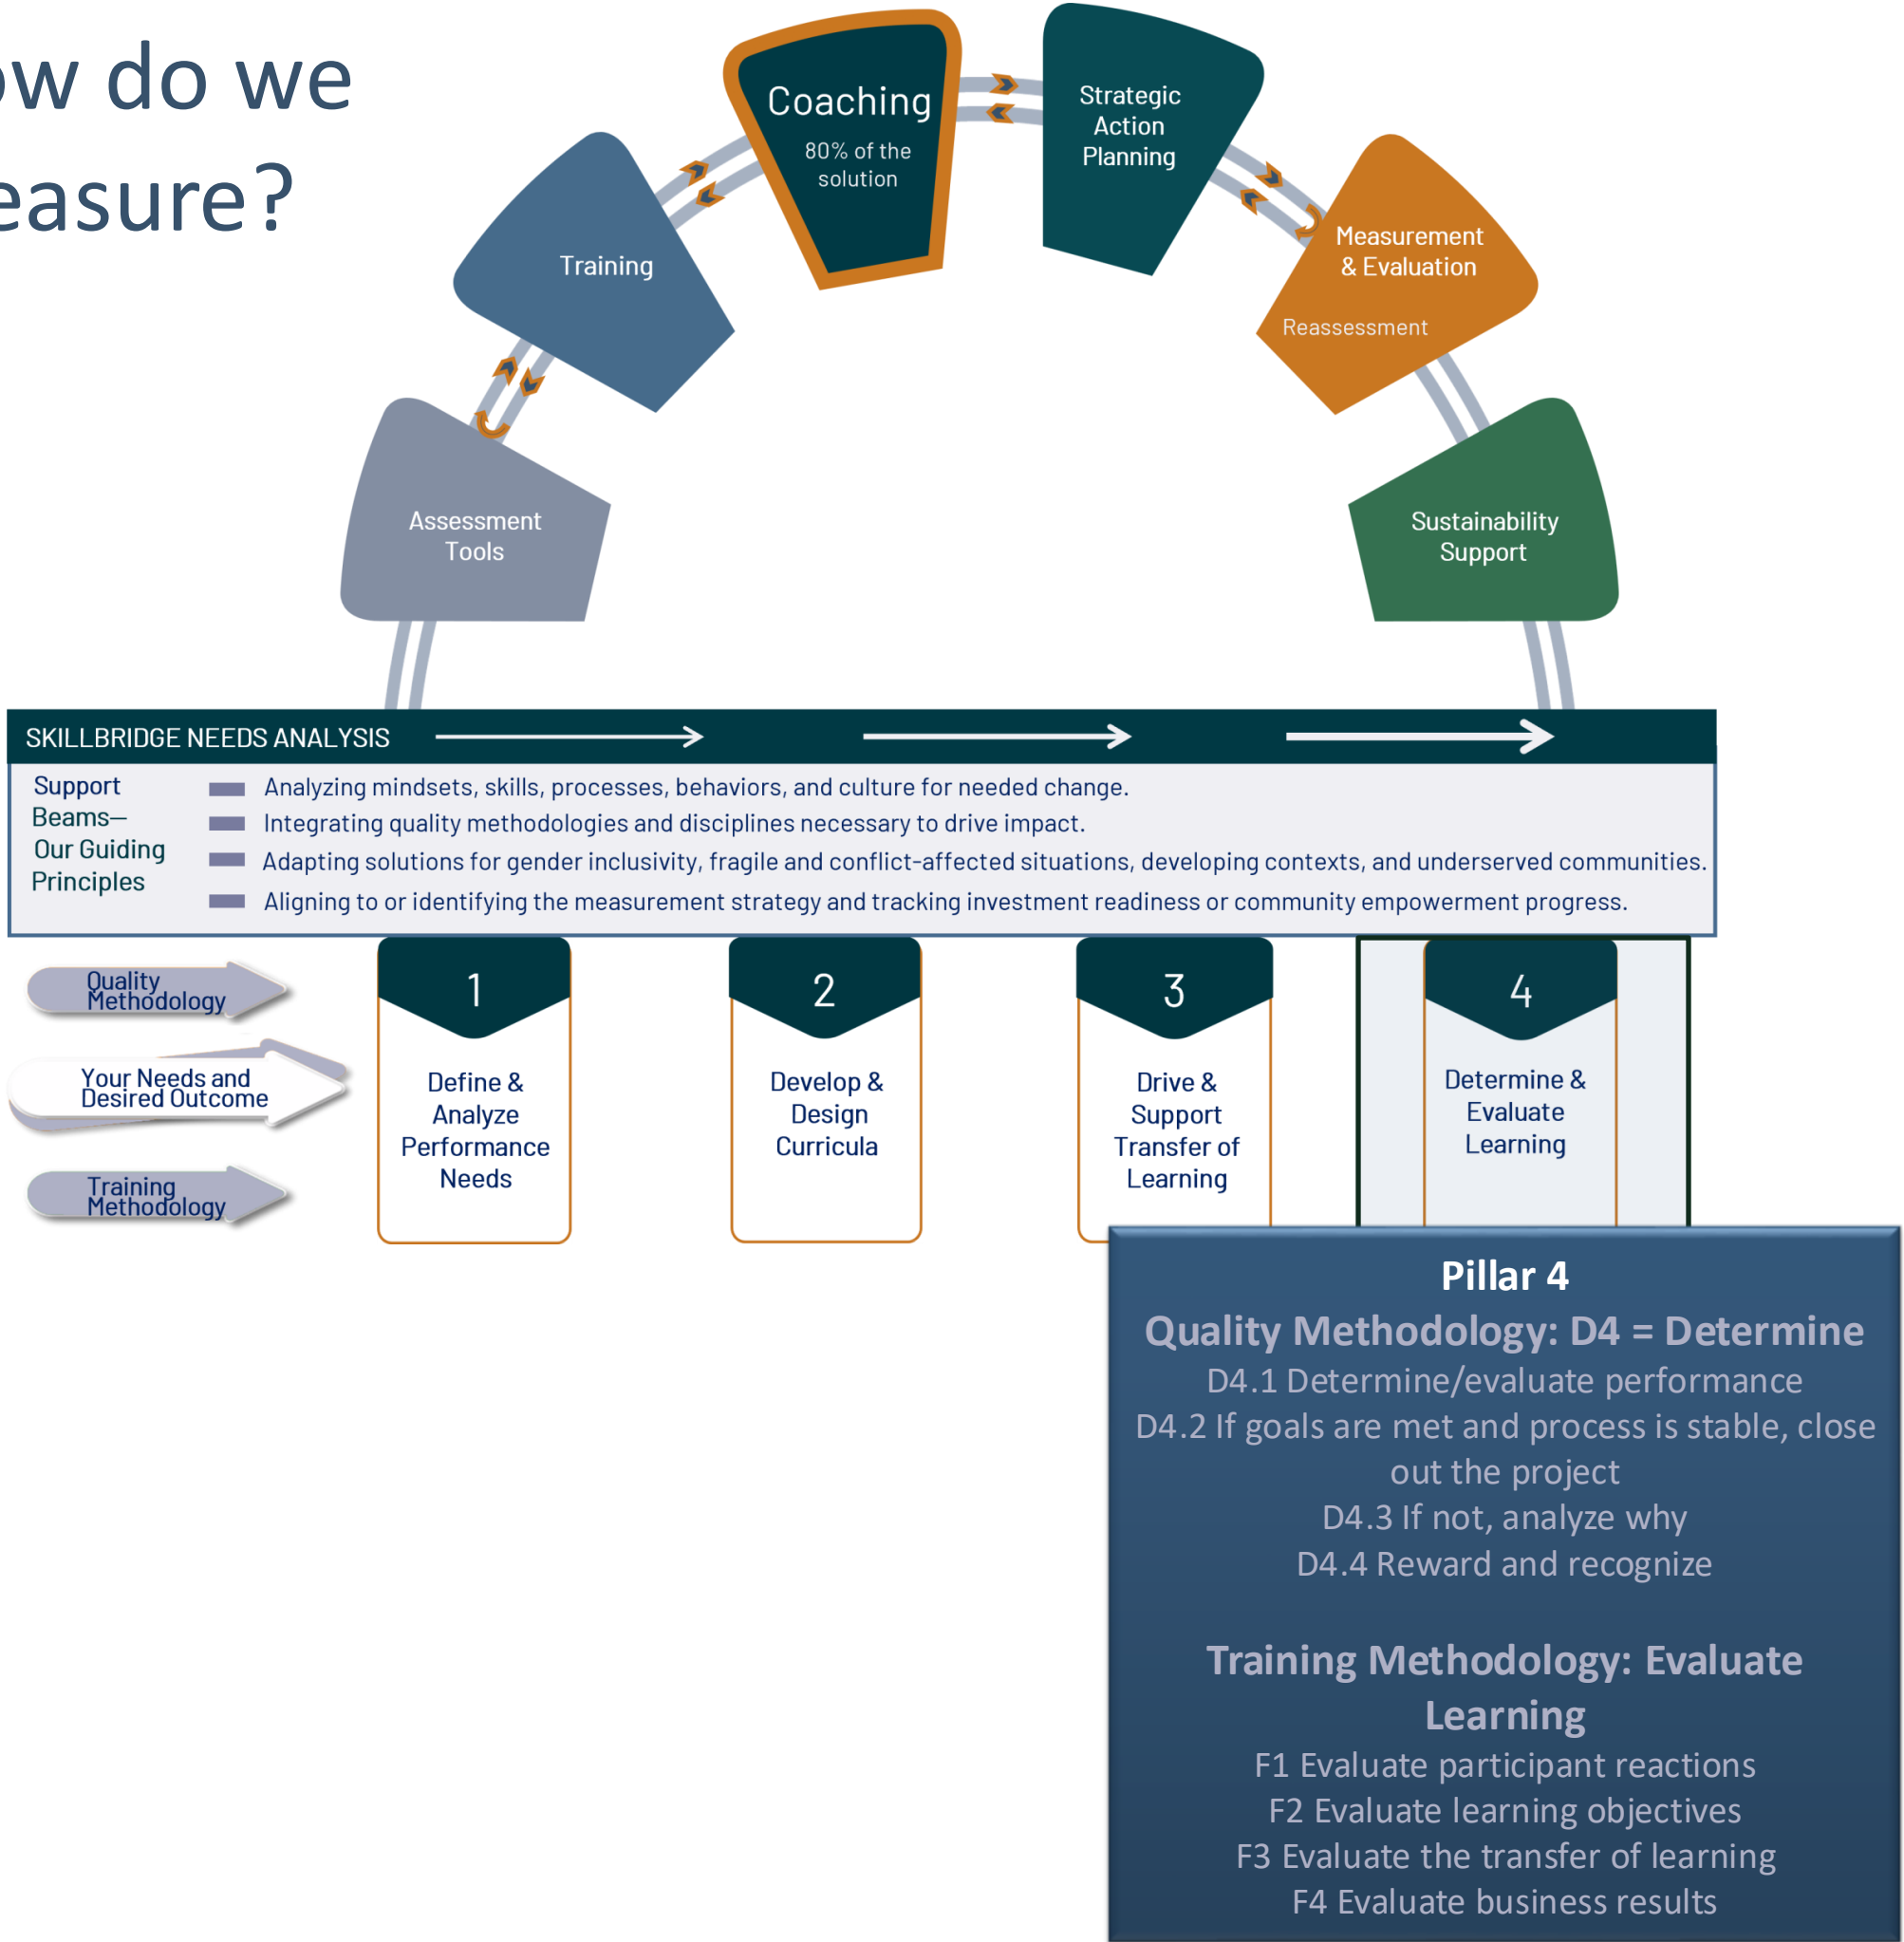 ow do we
easure?
Coaching
80% of the
solution
Strategic
Action
Planning
Training
Measurement
& Evaluation
Reassessment
Assessment
Tools
Sustainability
Support
SKILLBRIDGE NEEDS ANALYSIS
Support
Beams—
Our Guiding
Principles
Analyzing mindsets, skills, processes, behaviors, and culture for needed change.
Integrating quality methodologies and disciplines necessary to drive impact.
Adapting solutions for gender inclusivity, fragile and conflict-affected situations, developing contexts, and underserved communities.
Aligning to or identifying the measurement strategy and tracking investment readiness or community empowerment progress.
Quality
Methodology
Your Needs and
Desired Outcome
Training
Methodology
1
Define &
Analyze
Performance
Needs
2
Develop &
Design
Curricula
3
Drive &
Support
Transfer of
Learning
4
Determine &
Evaluate
Learning
Pillar 4
Quality Methodology: D4 = Determine
D4.1 Determine/evaluate performance
D4.2 If goals are met and process is stable, close
out the project
D4.3 If not, analyze why
D4.4 Reward and recognize
Training Methodology: Evaluate
Learning
F1 Evaluate participant reactions
F2 Evaluate learning objectives
F3 Evaluate the transfer of learning
F4 Evaluate business results